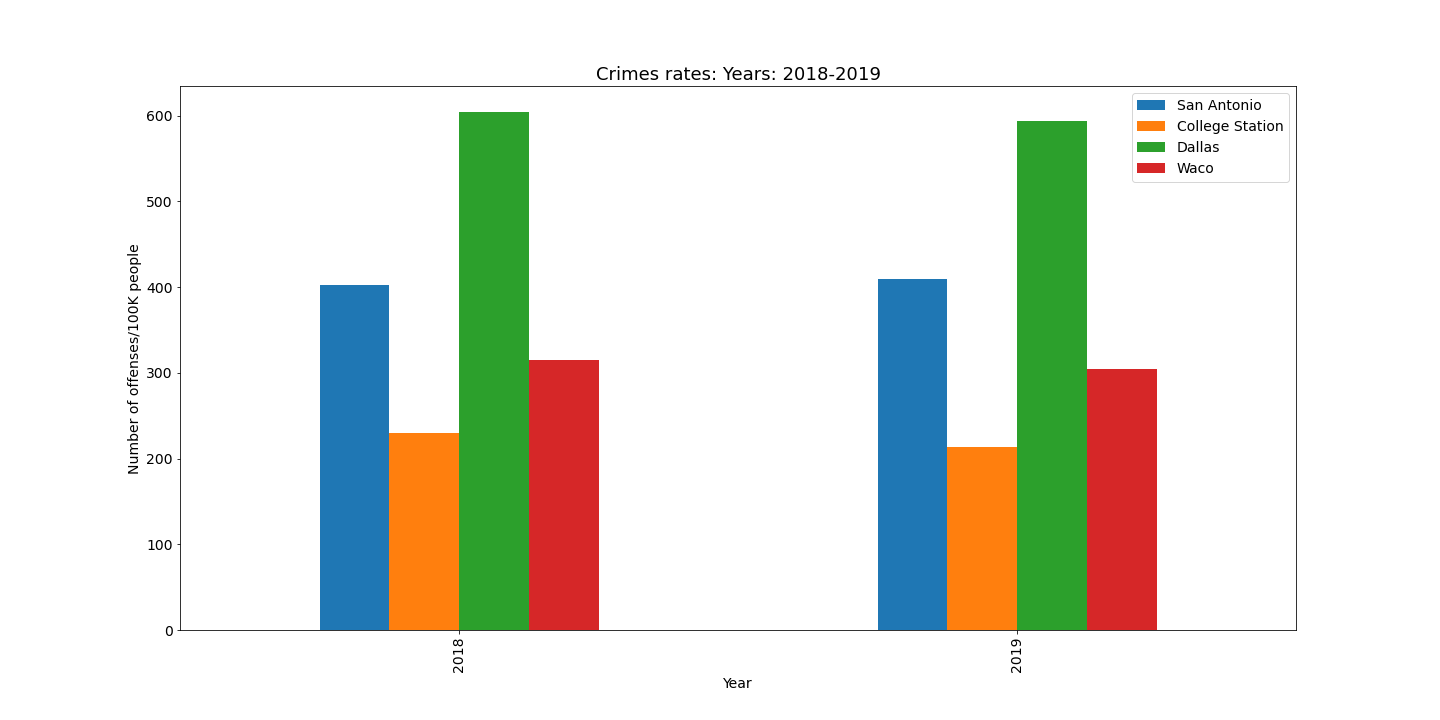 Crimes rates: Years: 2018-2019
San Antonio
College Station
Dallas
Waco
Number of offenses/100K people
600
500
400
300
200
100
0
2018
2019
Year